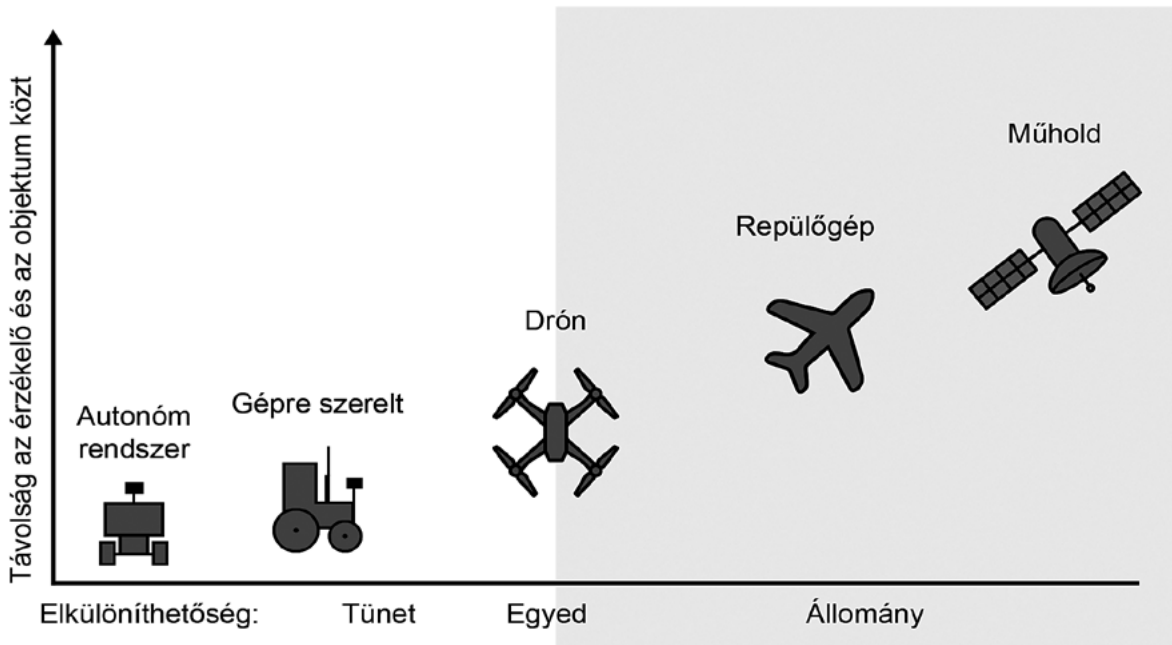 Távolság az érzékelő és az objektum közt
Műhold
Repülőgép
Drón
Gépre szerelt
Autonóm
rendszer
Elkülöníthetőség: Tünet Egyed Állomány